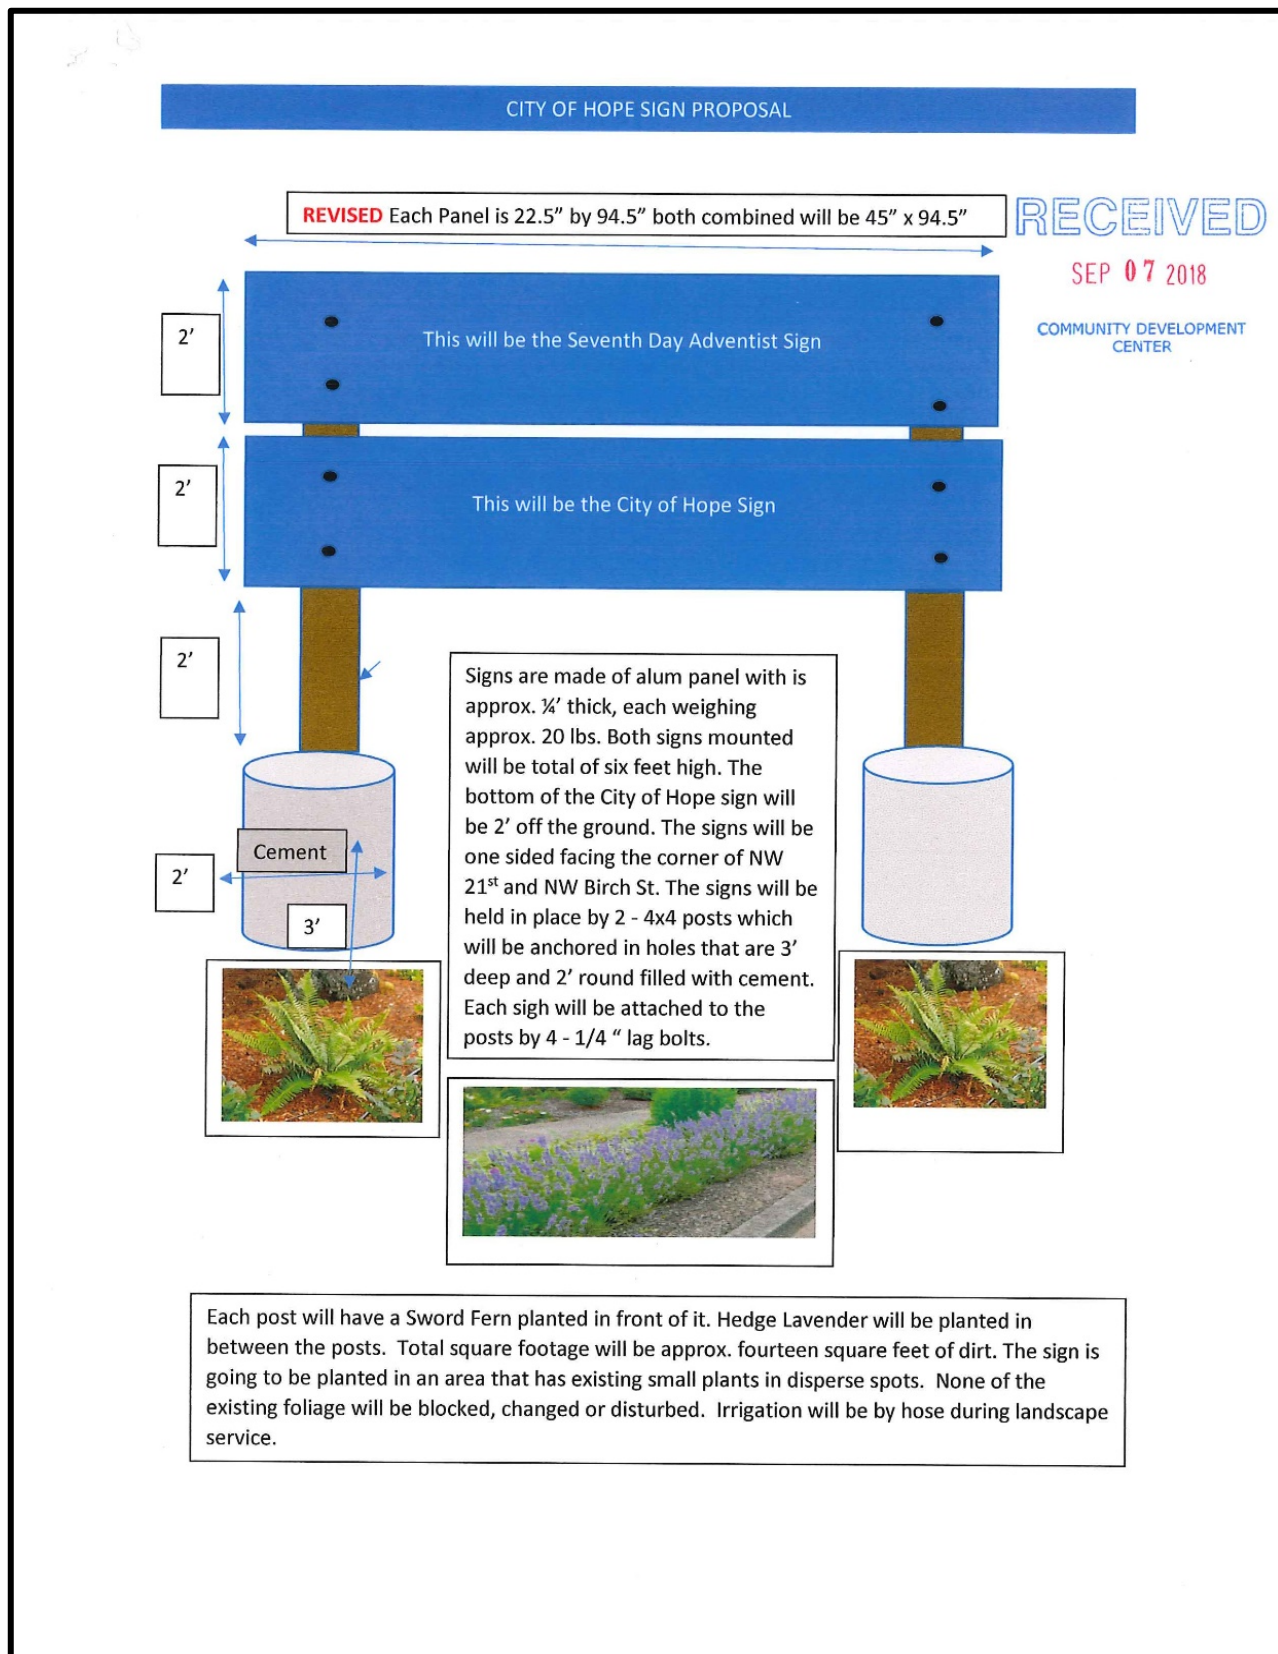 CITY OF HOPE SIGN PROPOSAL
REVISED Each Panel is 22.5” by 94.5” both combined will be 45” x 94.5”
RECEIVED
SEP 07 2018
COMMUNITY DEVELOPMENT
CENTER
2’
This will be the Seventh Day Adventist Sign
2’
This will be the City of Hope Sign
2’
Signs are made of alum panel with is
approx. ¼’ thick, each weighing
approx. 20 lbs. Both signs mounted
will be total of six feet high. The
bottom of the City of Hope sign will
be 2’ off the ground. The signs will be
one sided facing the corner of NW
21st and NW Birch St. The signs will be
held in place by 2 - 4x4 posts which
will be anchored in holes that are 3’
deep and 2’ round filled with cement.
Each sigh will be attached to the
posts by 4 - 1/4 “ lag bolts.
Cement
2’
3’
Each post will have a Sword Fern planted in front of it. Hedge Lavender will be planted in
between the posts. Total square footage will be approx. fourteen square feet of dirt. The sign is
going to be planted in an area that has existing small plants in disperse spots. None of the
existing foliage will be blocked, changed or disturbed. Irrigation will be by hose during landscape
service.